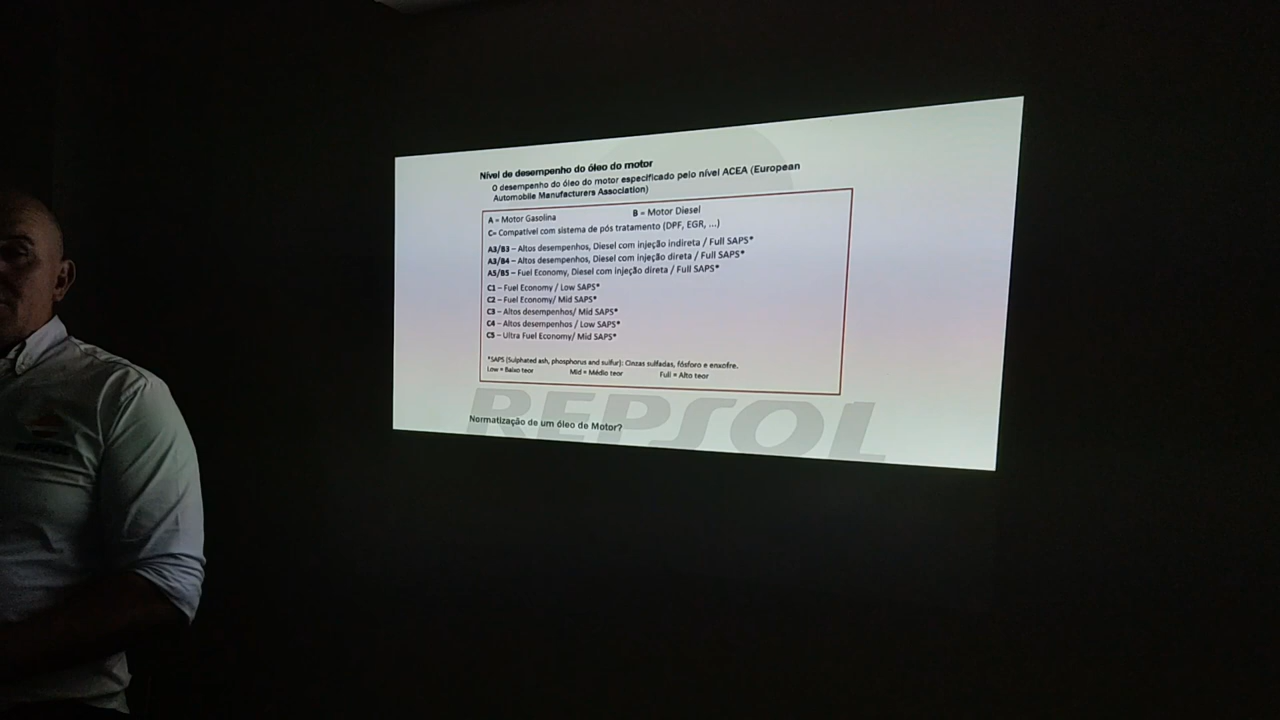 Nível de desempenho do óleo do motor
O desempenho do óleo do motor especificado pelo nível ACEA (European
Automobile Manufacturers Association)
A = Motor Gasolina B = Motor Diesel
C= Compatível com sistema de pós tratamento (DPF, EGR, ...)
A3/B3 – Altos desempenhos, Diesel com injeção indireta / Full SAPS*
A3/B4 – Altos desempenhos, Diesel com injeção direta / Full SAPS*
A5/B5 – Fuel Economy, Diesel com injeção direta / Full SAPS*
C1 – Fuel Economy / Low SAPS*
C2 – Fuel Economy/ Mid SAPS*
C3 – Altos desempenhos/ Mid SAPS*
C4 – Altos desempenhos / Low SAPS*
C5 – Ultra Fuel Economy/ Mid SAPS*
*SAPS (Sulphated ash, phosphorus and sulfur): Cinzas sulfadas, fósforo e enxofre.
Low = Baixo teor Mid = Médio teor Full = Alto teor
REPSOL
Normatização de um óleo de Motor?